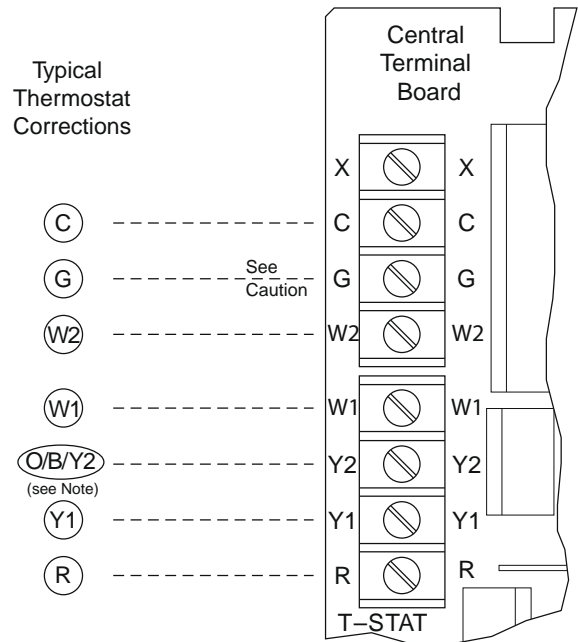 Typical
Thermostat
Corrections
Central
Terminal
Board
X X
C C C
G See
Caution G G
W2 W2 W2
W1 W1 W1
O/B/Y2 Y2 Y2
(see Note)
Y1 Y1 Y1
R R R
T–STAT